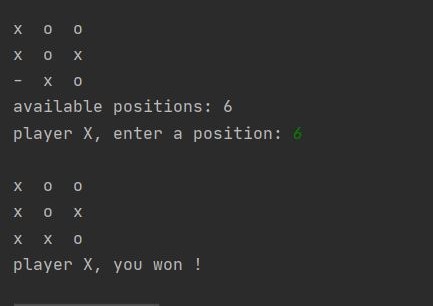 x  o  o
x  o  x
-  x  o
available positions: 6
player X, enter a position: 6
x  o  o
x  o  x
x  x  o
player X, you won !